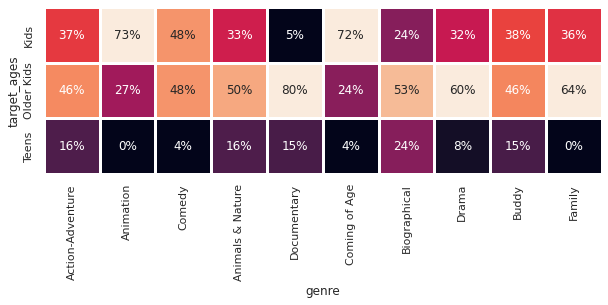 target_ages
Kids 37% 73% 48% 33% 5% 72% 24% 32% 38% 36%
Older Kids 46% 27% 48% 50% 80% 24% 53% 60% 46% 64%
Teens 16% 0% 4% 16% 15% 4% 24% 8% 15% 0%
Action-Adventure Animation Comedy Animals & Nature Documentary Coming of Age Biographical Drama Buddy Family
genre